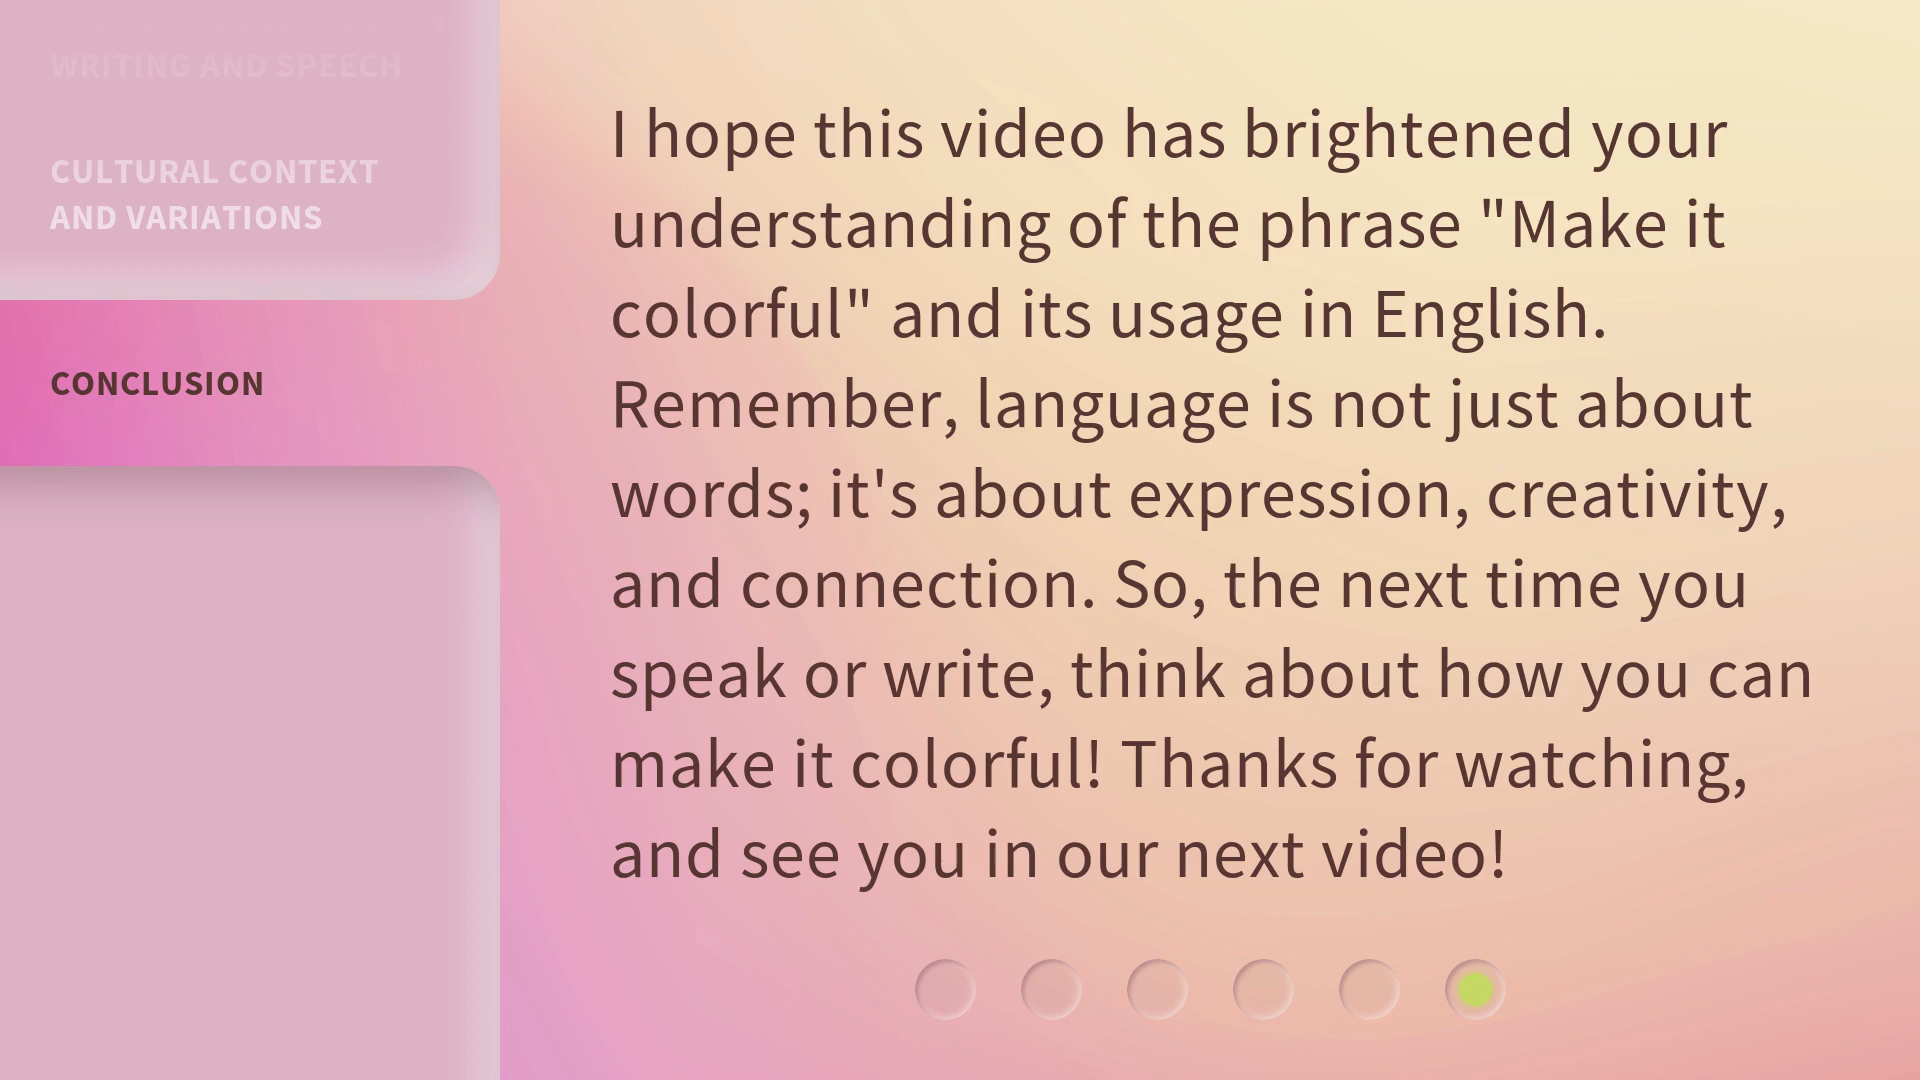 WRITING AND SPEECH
CULTURAL CONTEXT
AND VARIATIONS
CONCLUSION
I hope this video has brightened your
understanding of the phrase "Make it
colorful" and its usage in English.
Remember, language is not just about
words; it's about expression, creativity,
and connection. So, the next time you
speak or write, think about how you can
make it colorful! Thanks for watching,
and see you in our next video!